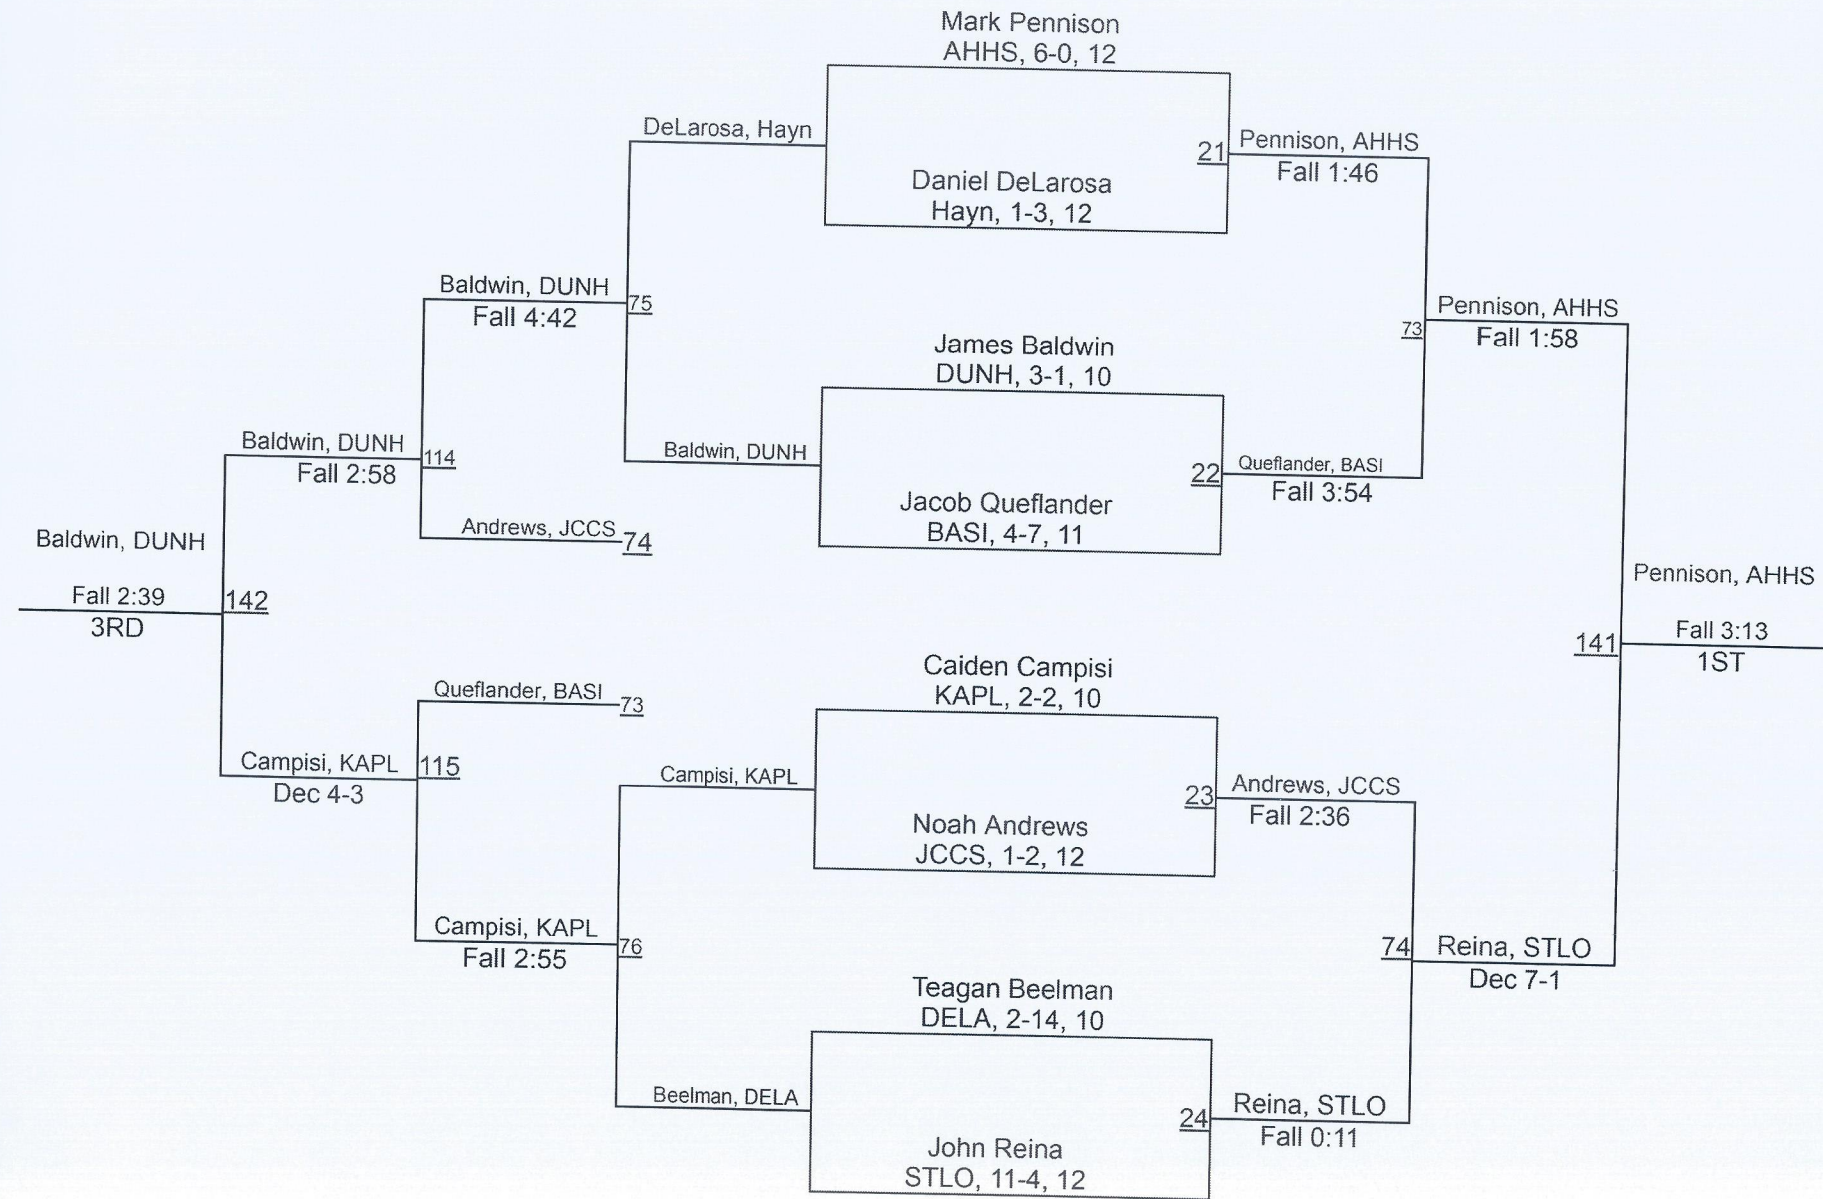 Mark Pennison
AHHS, 6-0, 12
DeLarosa, Hayn
21
Pennison, AHHS
Fall 1:46
Daniel DeLarosa
Hayn, 1-3, 12
Baldwin, DUNH
Fall 4:42
75
Pennison, AHHS
Fall 1:58
73
James Baldwin
DUNH, 3-1, 10
Baldwin, DUNH
Fall 2:58
114
Baldwin, DUNH
22
Queflander, BASI
Fall 3:54
Jacob Queflander
BASI, 4-7, 11
Andrews, JCCS
74
Baldwin, DUNH
Fall 2:39
3RD
142
Pennison, AHHS
Fall 3:13
1ST
141
Caiden Campisi
KAPL, 2-2, 10
Queflander, BASI
73
Campisi, KAPL
Dec 4-3
115
Campisi, KAPL
23
Andrews, JCCS
Fall 2:36
Noah Andrews
JCCS, 1-2, 12
Campisi, KAPL
Fall 2:55
76
74
Reina, STLO
Dec 7-1
Teagan Beelman
DELA, 2-14, 10
Beelman, DELA
24
Reina, STLO
Fall 0:11
John Reina
STLO, 11-4, 12